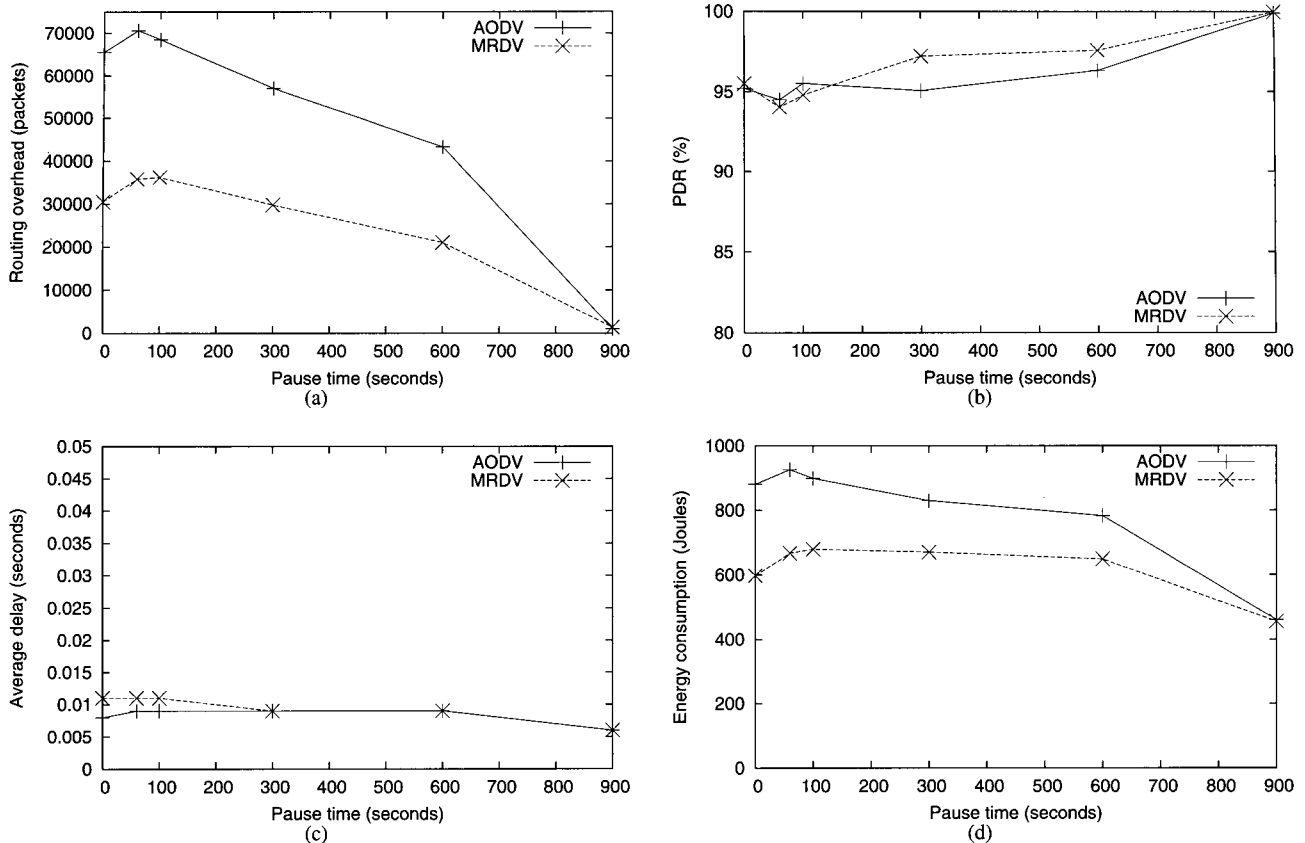 70000
60000
50000
40000
30000
20000
10000
0
Routing overhead (packets)
AODV
MRDV
0 100 200 300 400 500 600 700 800 900
Pause time (seconds)
(a)
100
95
90
95
80
PDR (%)
AODV
MRDV
0 100 200 300 400 500 600 700 800 900
Pause time (seconds)
(b)
0.05
0.045
0.04
0.035
0.03
0.025
0.02
0.015
0.01
0.005
0
Average delay (seconds)
AODV
MRDV
0 100 200 300 400 500 600 700 800 900
Pause time (seconds)
(c)
1000
800
600
400
200
0
Energy consumption (Joules)
AODV
MRDV
0 100 200 300 400 500 600 700 800 900
Pause time (seconds)
(d)